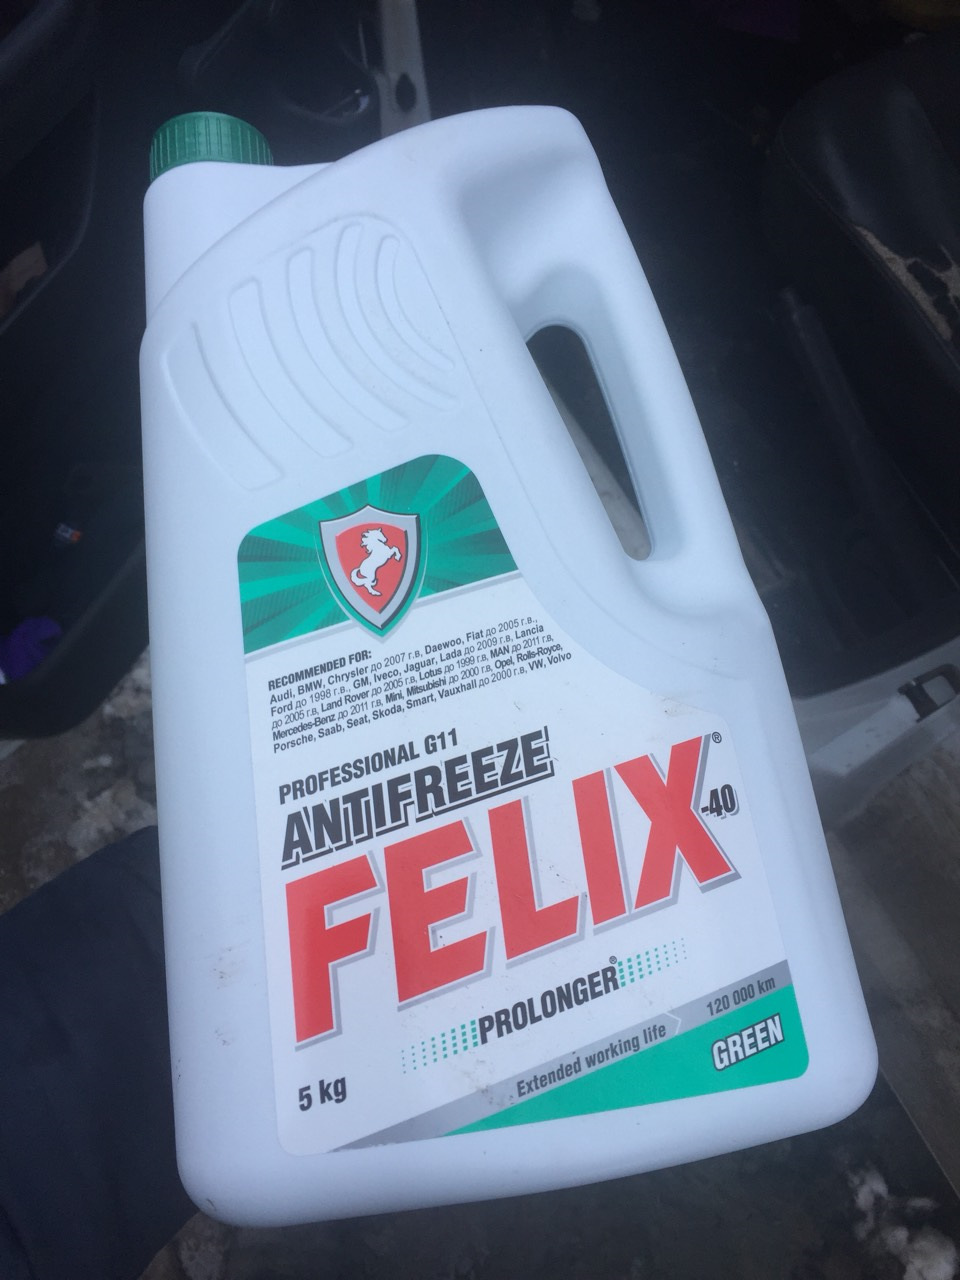 RECOMMENDED FOR:
Audi, BMW, Chrysler до 2007 г.в, Daewoo, Fiat до 2005 г.в.,
Ford до 1998 г.в., GM, Iveco, Jaguar, Lada до 2009 г.в, Lancia
до 2005 г.в, Land Rover до 2005 г.в, Lotus до 1999 г.в, MAN до 2011 г.в,
Mercedes-Benz до 2011 г.в, Mini, Mitsubishi до 2000 г.в, Opel, Rolls-Royce,
Porsche, Saab, Seat, Skoda, Smart, Vauxhall до 2000 г.в, VW, Volvo
PROFESSIONAL G11
ANTIFREEZE
FELIX®
-40
PROLONGER®
Extended working life 120 000 km
5 kg
GREEN